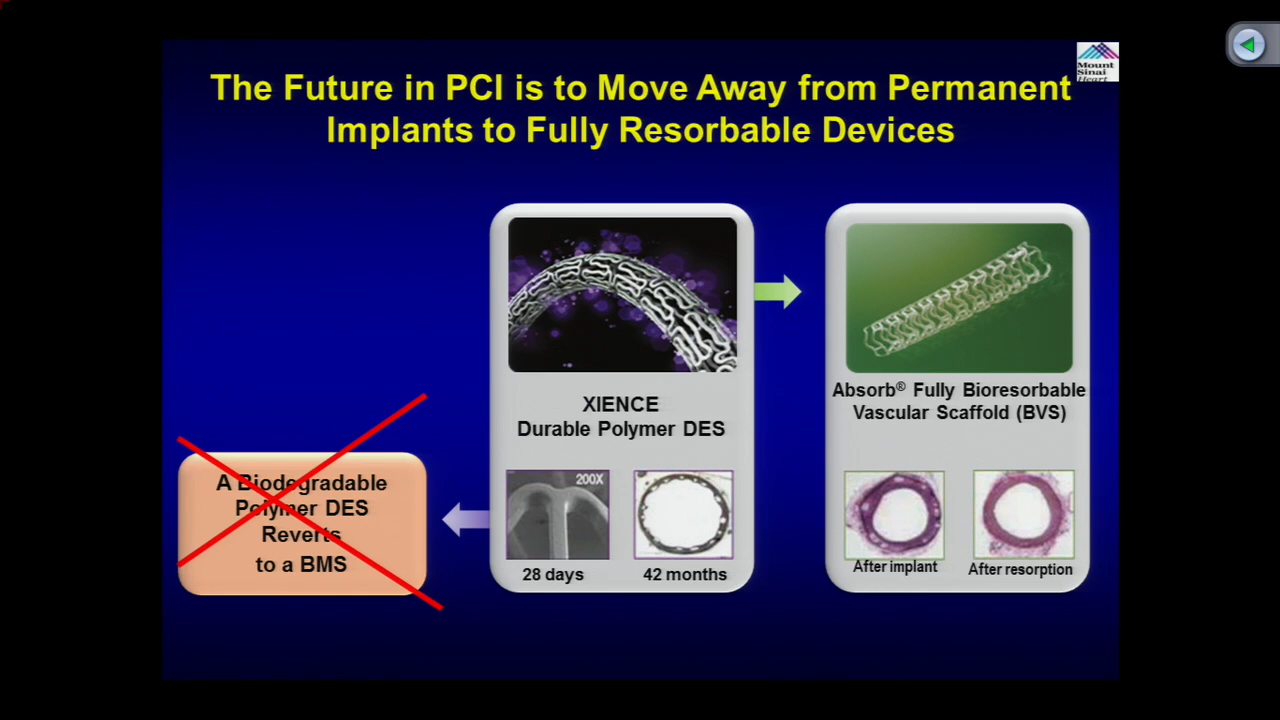 The Future in PCI is to Move Away from Permanent
Implants to Fully Resorbable Devices
Mount
Sinai
Heart
XIENCE
Durable Polymer DES
200X
28 days
42 months
Absorb® Fully Bioresorbable
Vascular Scaffold (BVS)
After implant
After resorption
A Biodegradable
Polymer DES
Reverts
to a BMS